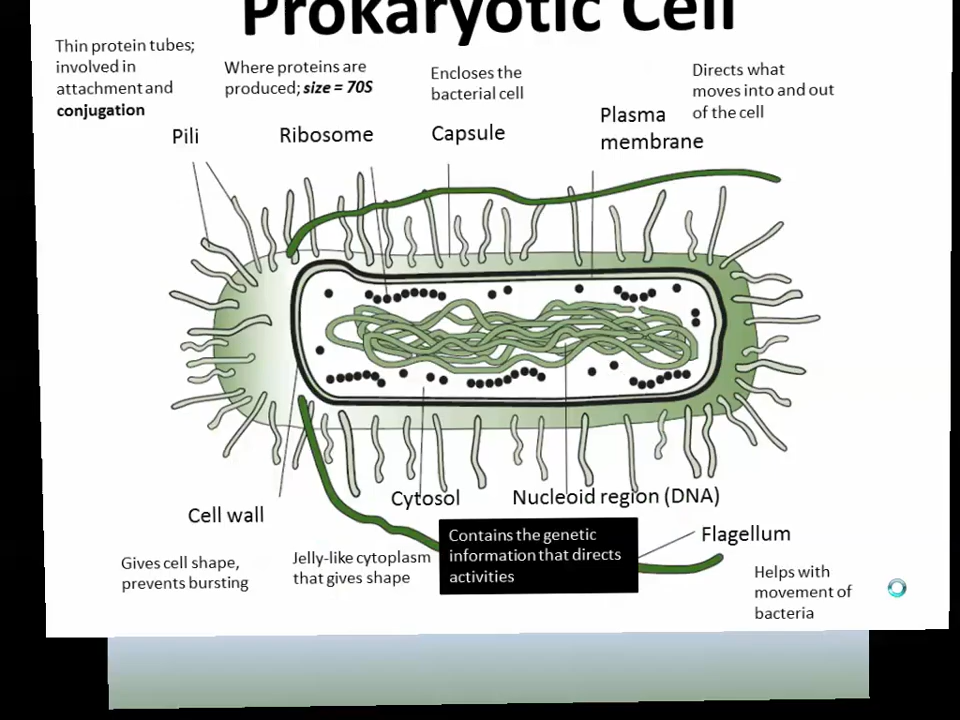 Prokaryotic Cell
Thin protein tubes;
involved in
attachment and
conjugation
Where proteins are
produced; size = 70S
Encloses the
bacterial cell
Directs what
moves into and out
of the cell
Pili
Ribosome
Capsule
Plasma
membrane
Cell wall
Cytosol
Nucleoid region (DNA)
Flagellum
Gives cell shape,
prevents bursting
Jelly-like cytoplasm
that gives shape
Contains the genetic
information that directs
activities
Helps with
movement of
bacteria